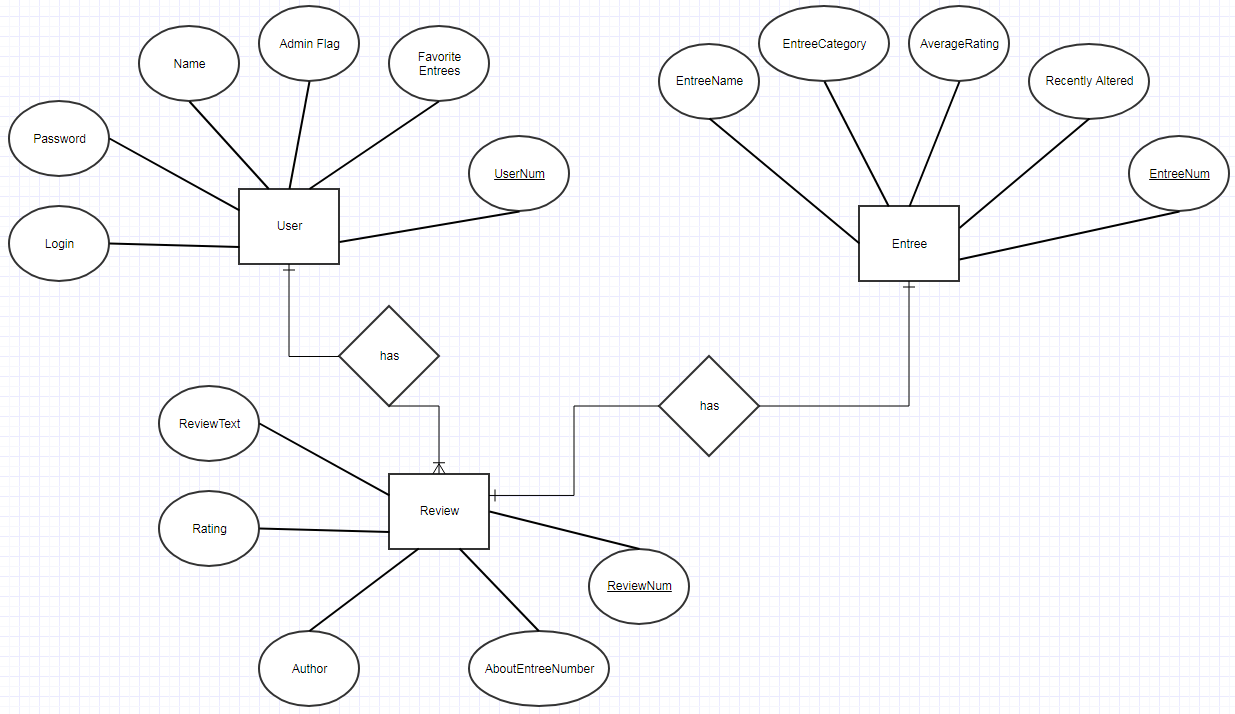 Admin Flag
Name
Favorite
Entrees
Password
UserNum
User
Login
EntreeCategory
AverageRating
EntreeName
Recently Altered
EntreeNum
Entree
has
has
ReviewText
Review
Rating
ReviewNum
Author
AboutEntreeNumber